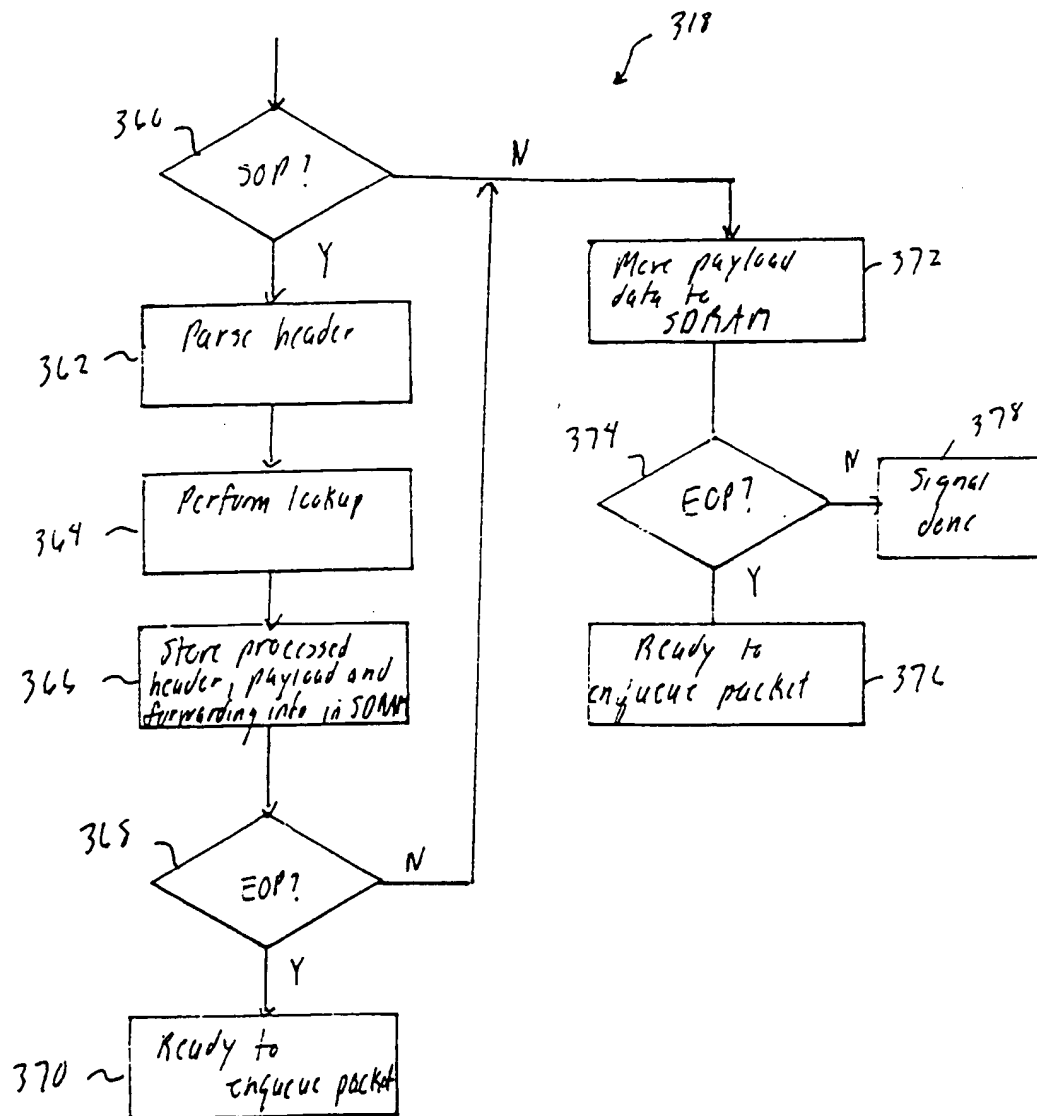 318
360
SOP?
N
Y
Move payload
data to
SDRAM
372
Parse header
362
374
EOP?
N
378
Signal
done
Y
Perform lookup
364
Ready to
enqueue packet
376
Store processed
header, payload and
forwarding info in SDRAM
366
368
EOP?
N
Y
Ready to
enqueue packet
370